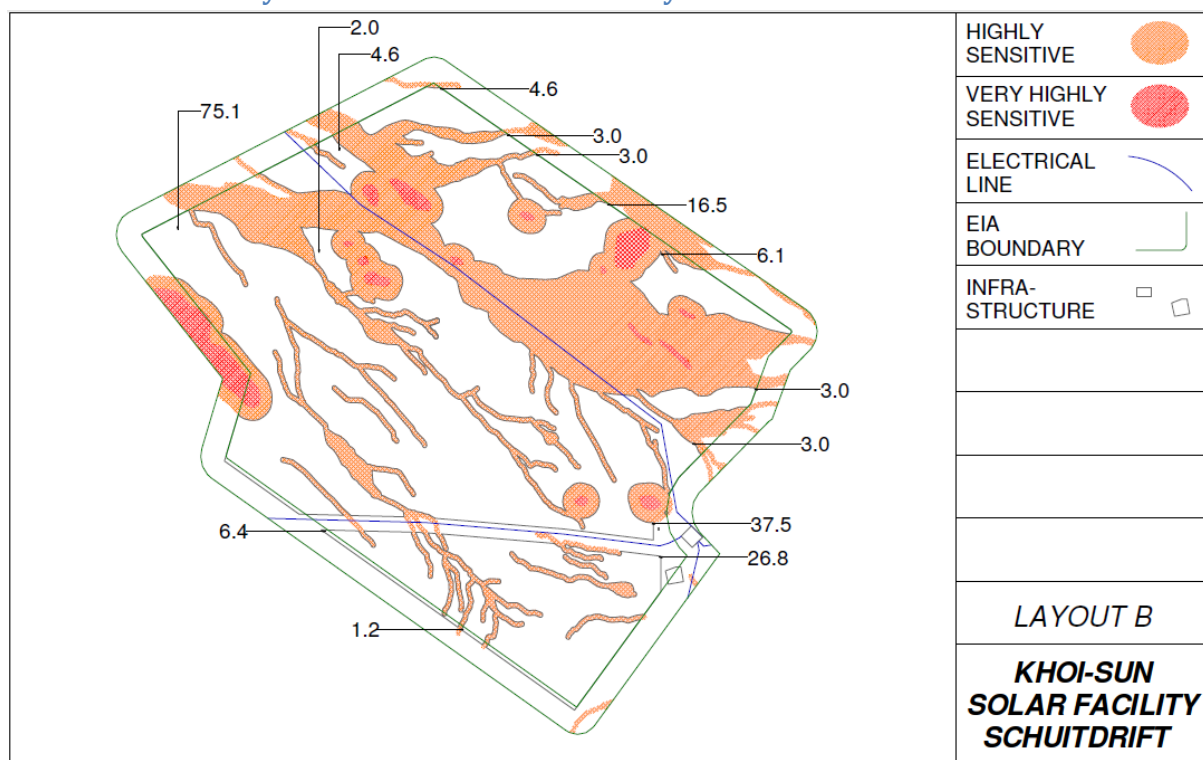 2.0
4.6
4.6
75.1
3.0
3.0
16.5
6.1
3.0
3.0
37.5
6.4
26.8
1.2
HIGHLY
SENSITIVE
VERY HIGHLY
SENSITIVE
ELECTRICAL
LINE
EIA
BOUNDARY
INFRA-
STRUCTURE
LAYOUT B
KHOI-SUN
SOLAR FACILITY
SCHUITDRIFT